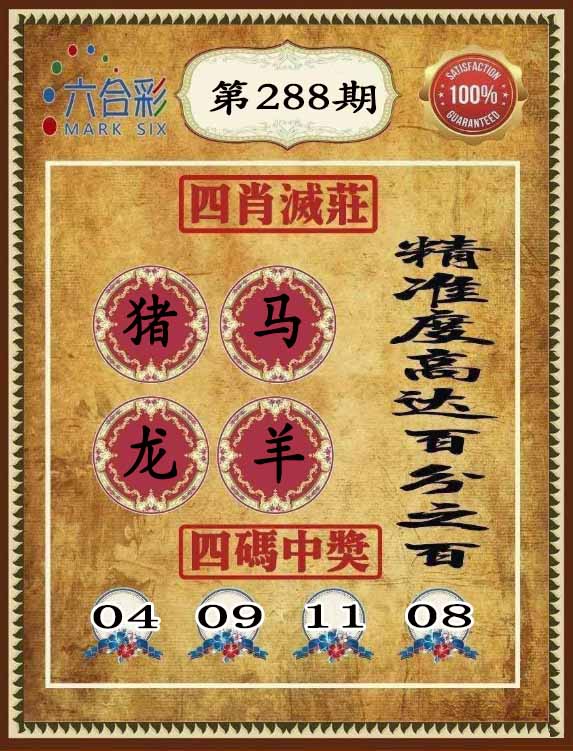 六合彩
MARK SIX
第288期
SATISFACTION
100%
GUARANTEED
四肖滅莊
猪
马
龙
羊
精准度高达百分之百
四碼中獎
04
09
11
08